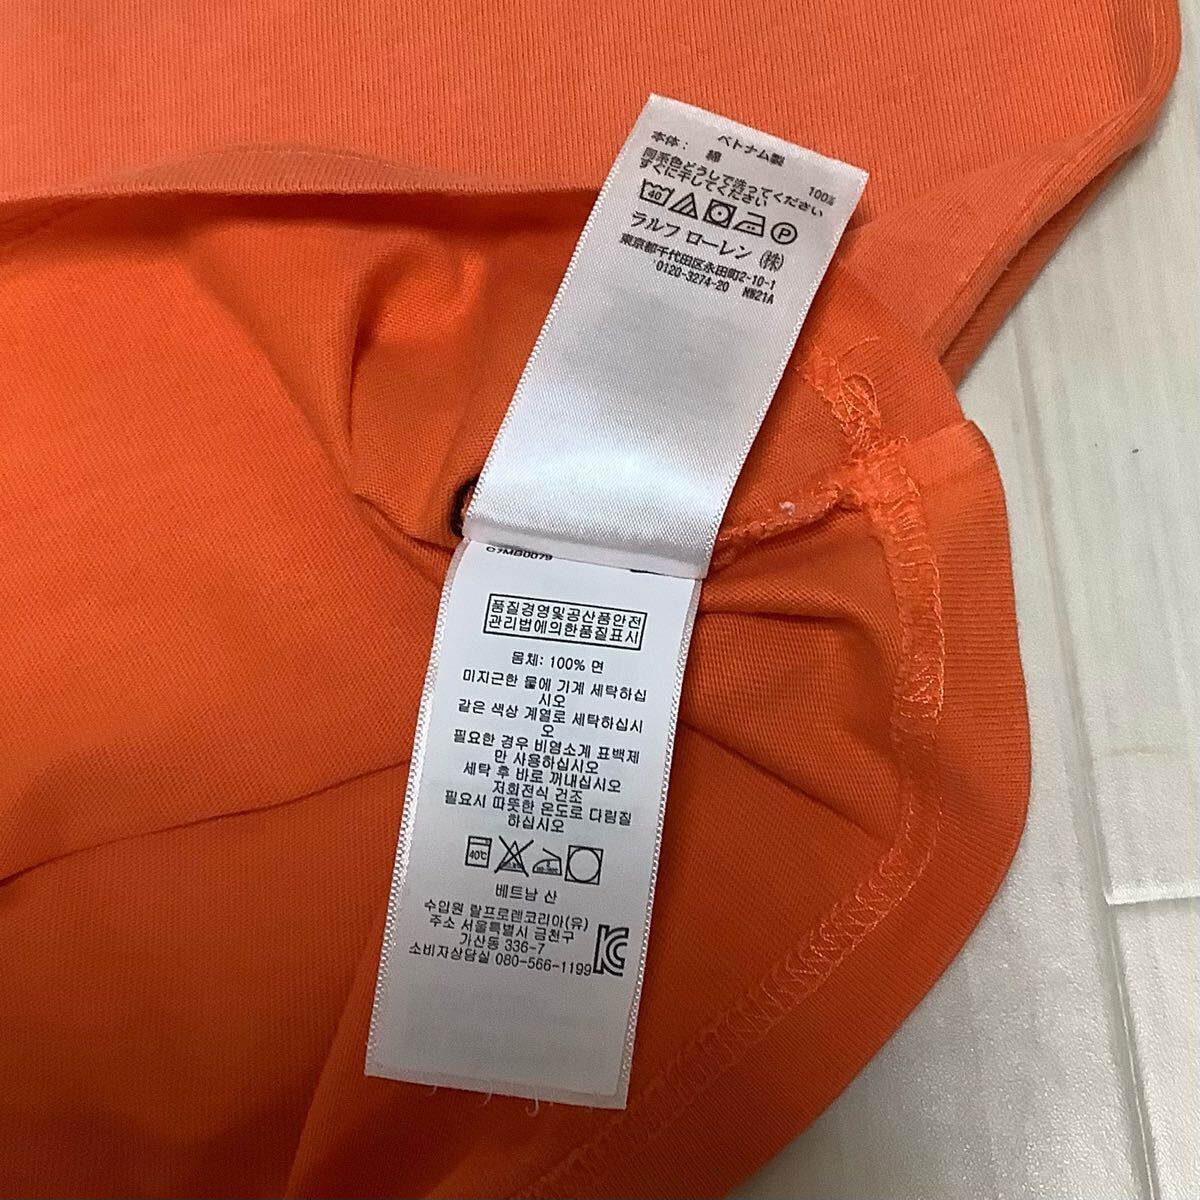 ベトナム製
本体: 綿 100%
同系色どうしで洗ってください
すぐに干してください
40 P
ラルフ ローレン (株)
東京都千代田区永田町2-10-1
0120-3274-20 MW21A
C7MB0079
품질경영및공산품안전
관리법에의한품질표시
몸체: 100% 면
미지근한 물에 기계 세탁하십
시오
같은 색상 계열로 세탁하십시
오
필요한 경우 비염소계 표백제
만 사용하십시오
세탁 후 바로 꺼내십시오
저회전식 건조
필요시 따뜻한 온도로 다림질
하십시오
40℃
베트남 산
수입원 랄프로렌코리아(유)
주소 서울특별시 금천구
가산동 336-7
소비자상담실 080-566-1199